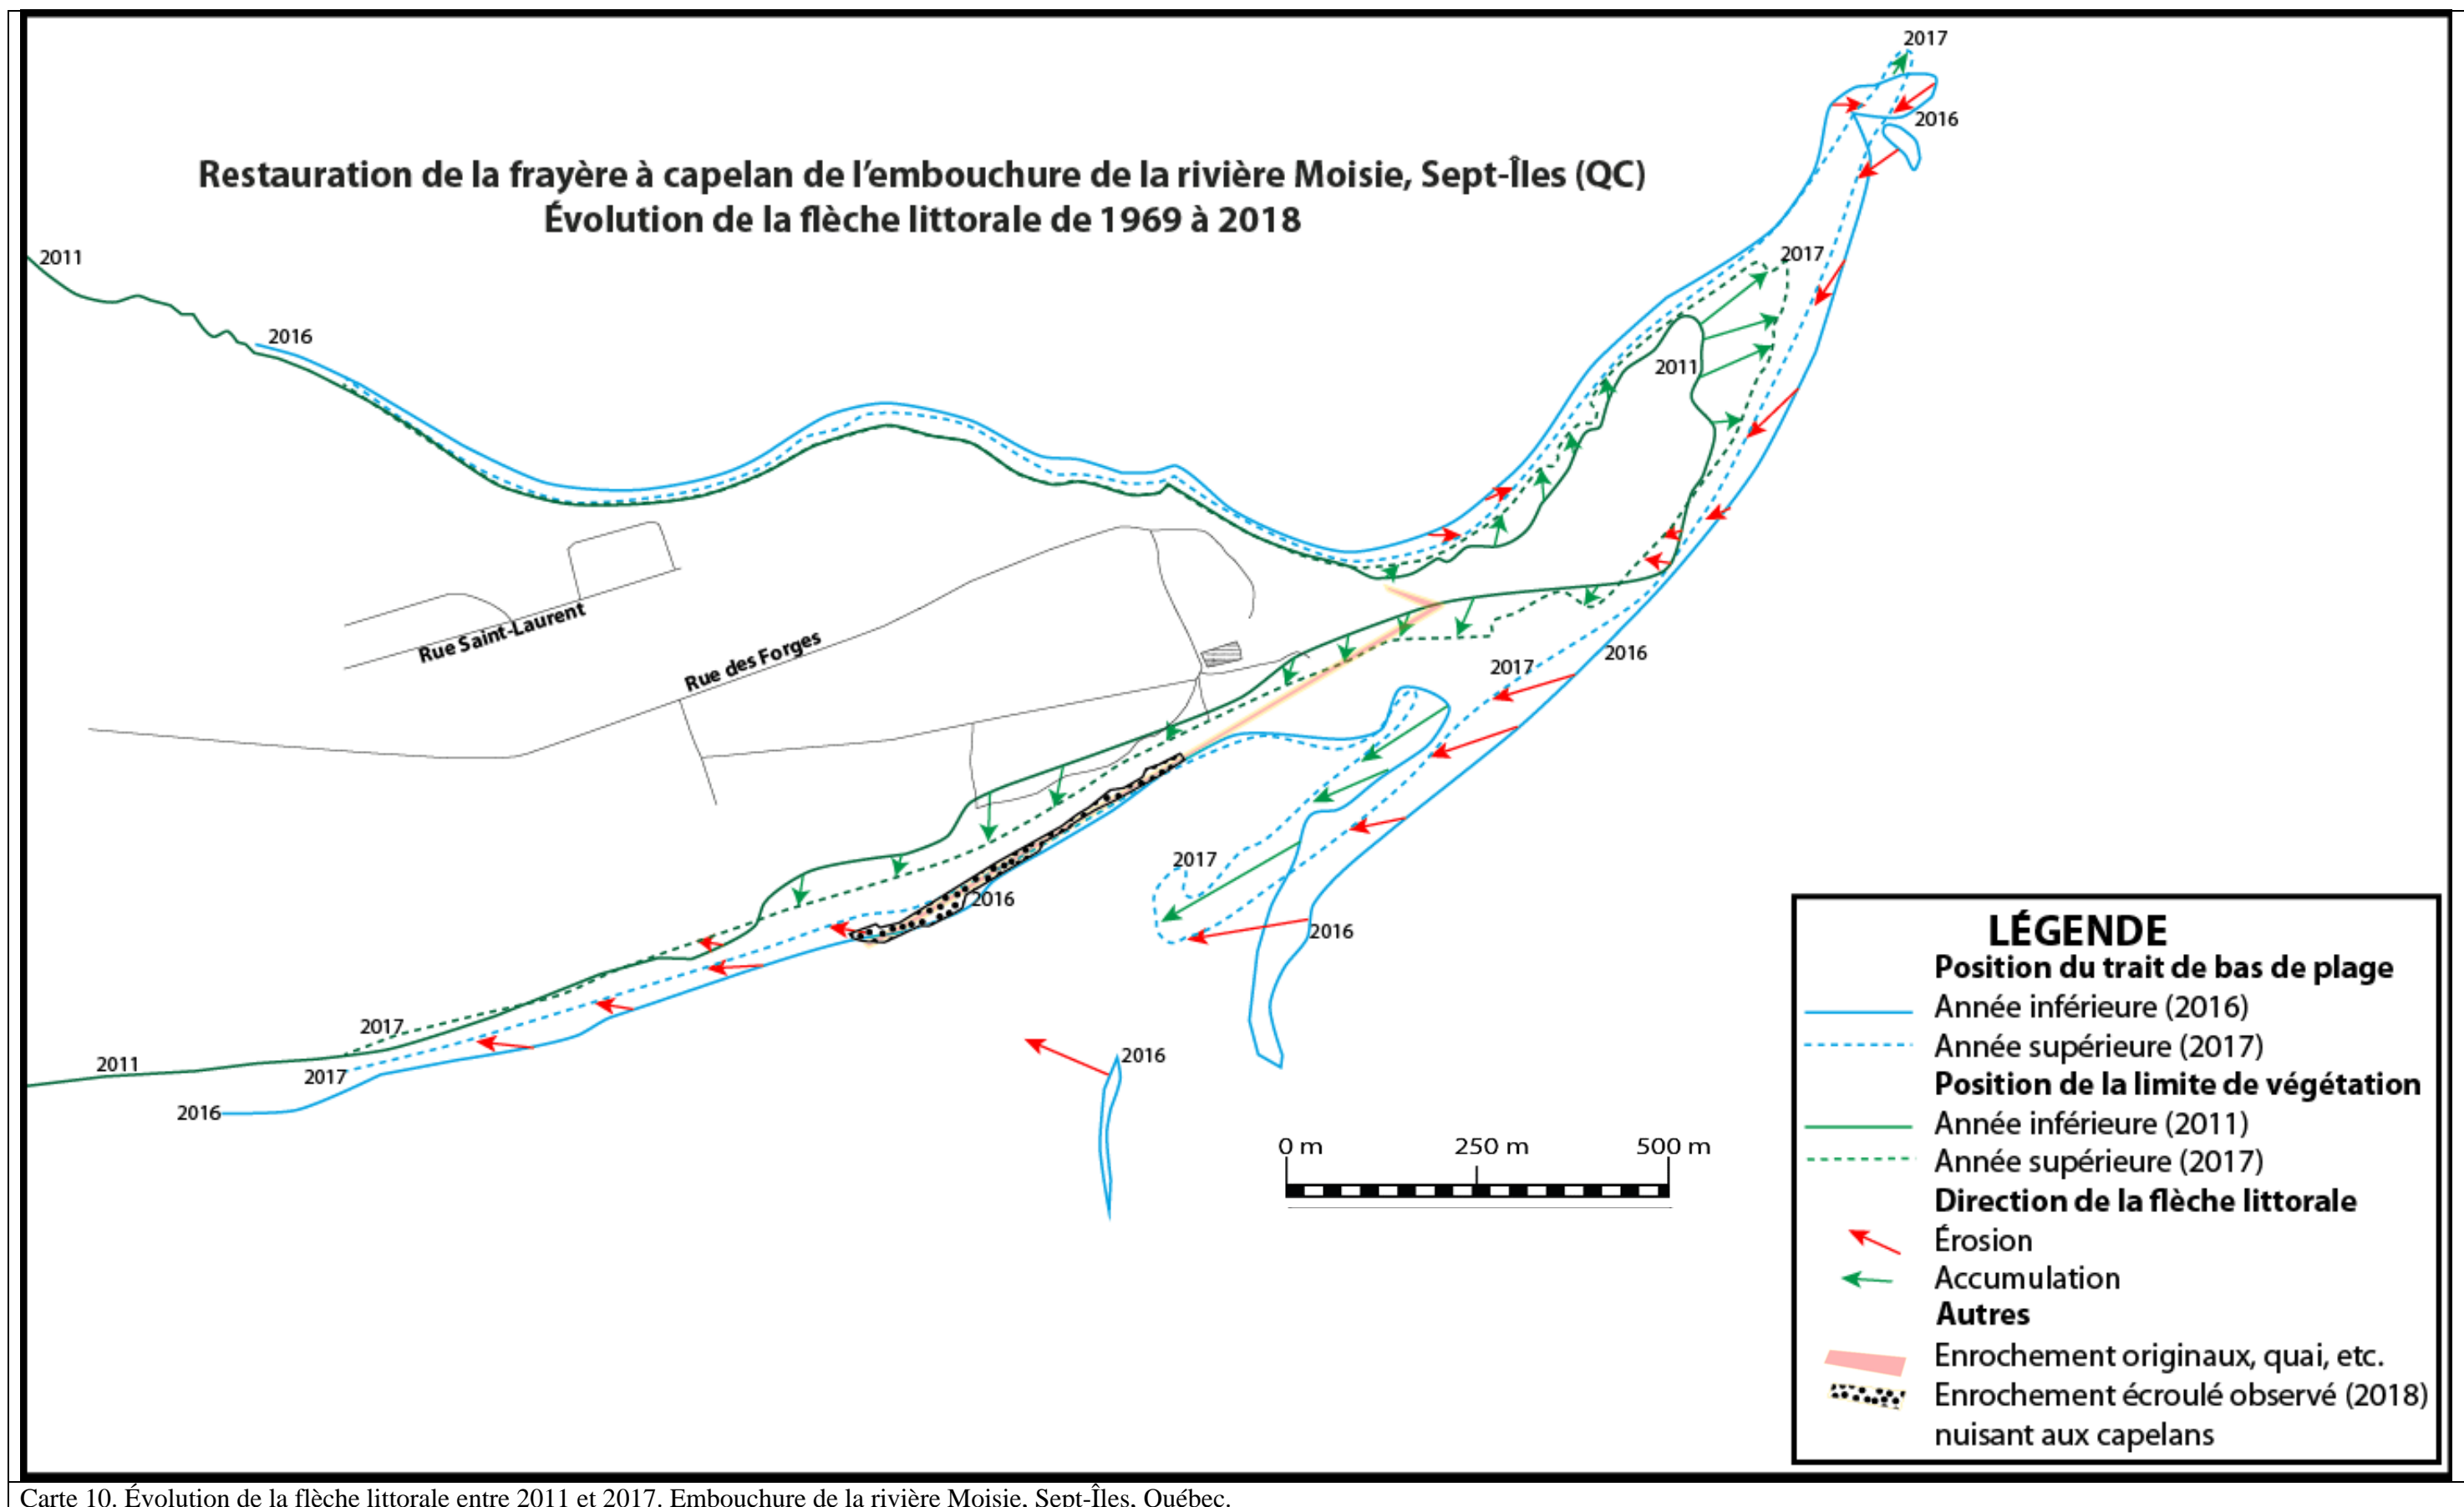 2017
2016
Restauration de la frayère à capelan de l'embouchure de la rivière Moisie, Sept-Îles (QC)
Évolution de la flèche littorale de 1969 à 2018
2011
2017
2016
2011
Rue Saint-Laurent
Rue des Forges
2016
2017
2017
2016
2016
2017
2011
2017
2016
2016
LÉGENDE
Position du trait de bas de plage
Année inférieure (2016)
Année supérieure (2017)
Position de la limite de végétation
Année inférieure (2011)
Année supérieure (2017)
Direction de la flèche littorale
Érosion
Accumulation
Autres
Enrochement originaux, quai, etc.
Enrochement écroulé observé (2018)
nuisant aux capelans
0 m 250 m 500 m
Carte 10. Évolution de la flèche littorale entre 2011 et 2017. Embouchure de la rivière Moisie, Sept-Îles, Québec.